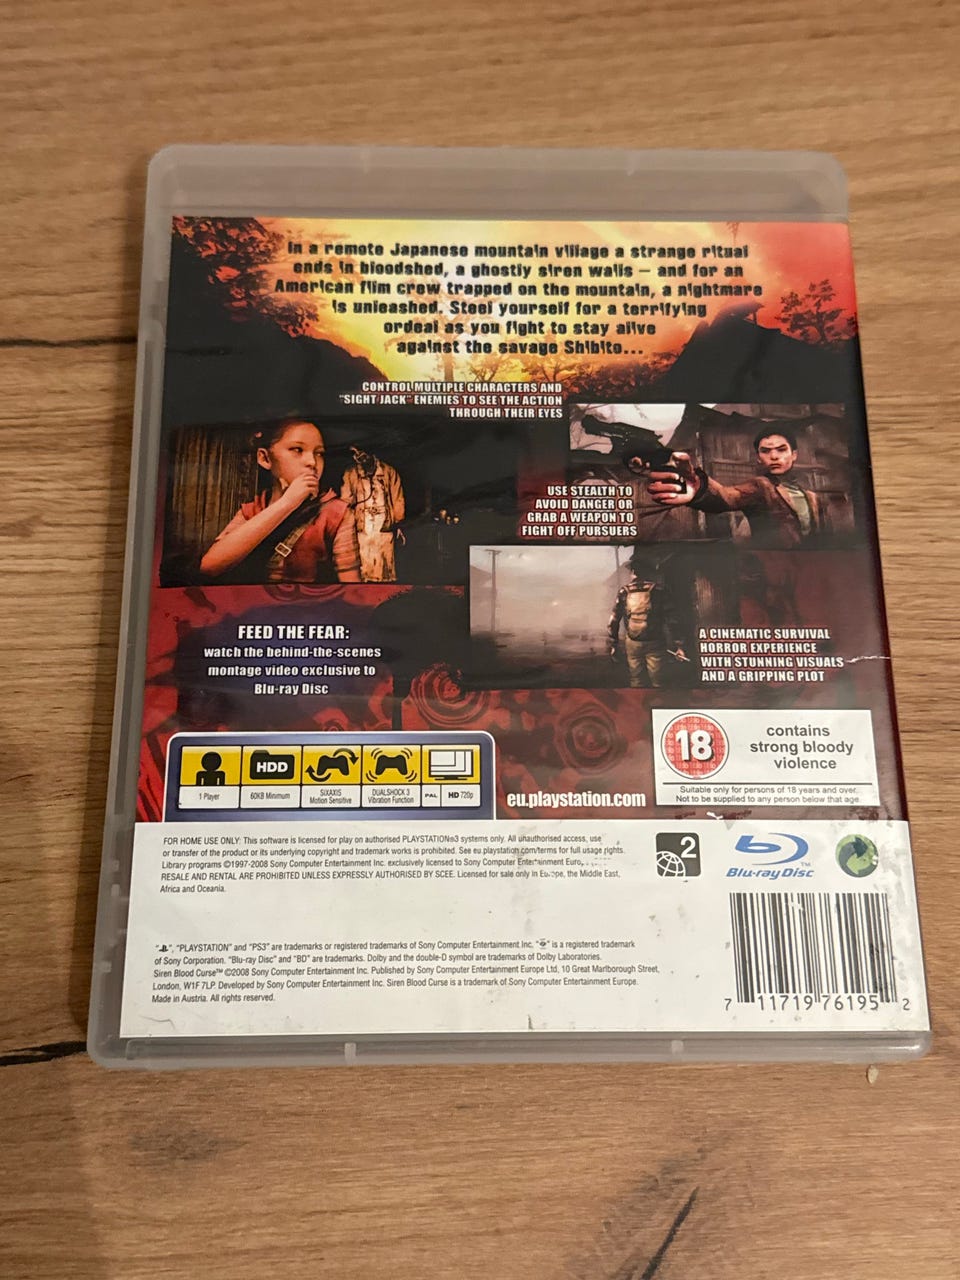 In a remote Japanese mountain village a strange ritual
ends in bloodshed, a ghostly siren wails – and for an
American film crew trapped on the mountain, a nightmare
is unleashed. Steel yourself for a terrifying
ordeal as you fight to stay alive
against the savage Shibito...
CONTROL MULTIPLE CHARACTERS AND
"SIGHT JACK" ENEMIES TO SEE THE ACTION
THROUGH THEIR EYES
USE STEALTH TO
AVOID DANGER OR
GRAB A WEAPON TO
FIGHT OFF PURSUERS
A CINEMATIC SURVIVAL
HORROR EXPERIENCE
WITH STUNNING VISUALS
AND A GRIPPING PLOT
FEED THE FEAR:
watch the behind-the-scenes
montage video exclusive to
Blu-ray Disc
HDD
1 Player
60KB Minimum
SIXAXIS
Motion Sensitive
DUALSHOCK 3
Vibration Function
PAL
HD 720p
eu.playstation.com
18
contains
strong bloody
violence
Suitable only for persons of 18 years and over.
Not to be supplied to any person below that age.
FOR HOME USE ONLY: This software is licensed for play on authorised PLAYSTATION®3 systems only. All unauthorised access, use
or transfer of the product or its underlying copyright and trademark works is prohibited. See eu.playstation.com/terms for full usage rights.
Library programs ©1997-2008 Sony Computer Entertainment Inc. exclusively licensed to Sony Computer Entertainment
RESALE AND RENTAL ARE PROHIBITED UNLESS EXPRESSLY AUTHORISED BY SCEE. Licensed for sale only in Europe, the Middle East,
Africa and Oceania.
2
Blu-ray Disc™
"", "PLAYSTATION" and "PS3" are trademarks or registered trademarks of Sony Computer Entertainment Inc. "" is a registered trademark
of Sony Corporation. "Blu-ray Disc" and "BD" are trademarks. Dolby and the double-D symbol are trademarks of Dolby Laboratories.
Siren Blood Curse™ ©2008 Sony Computer Entertainment Inc. Published by Sony Computer Entertainment Europe Ltd, 10 Great Marlborough Street,
London, W1F 7LP. Developed by Sony Computer Entertainment Inc. Siren Blood Curse is a trademark of Sony Computer Entertainment Europe.
Made in Austria. All rights reserved.
7 11719 76195 2